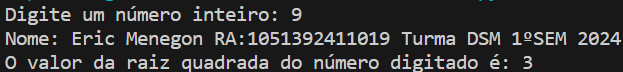 Digite um número inteiro: 9
Nome: Eric Menegon RA:1051392411019 Turma DSM 1ºSEM 2024
O valor da raiz quadrada do número digitado é: 3